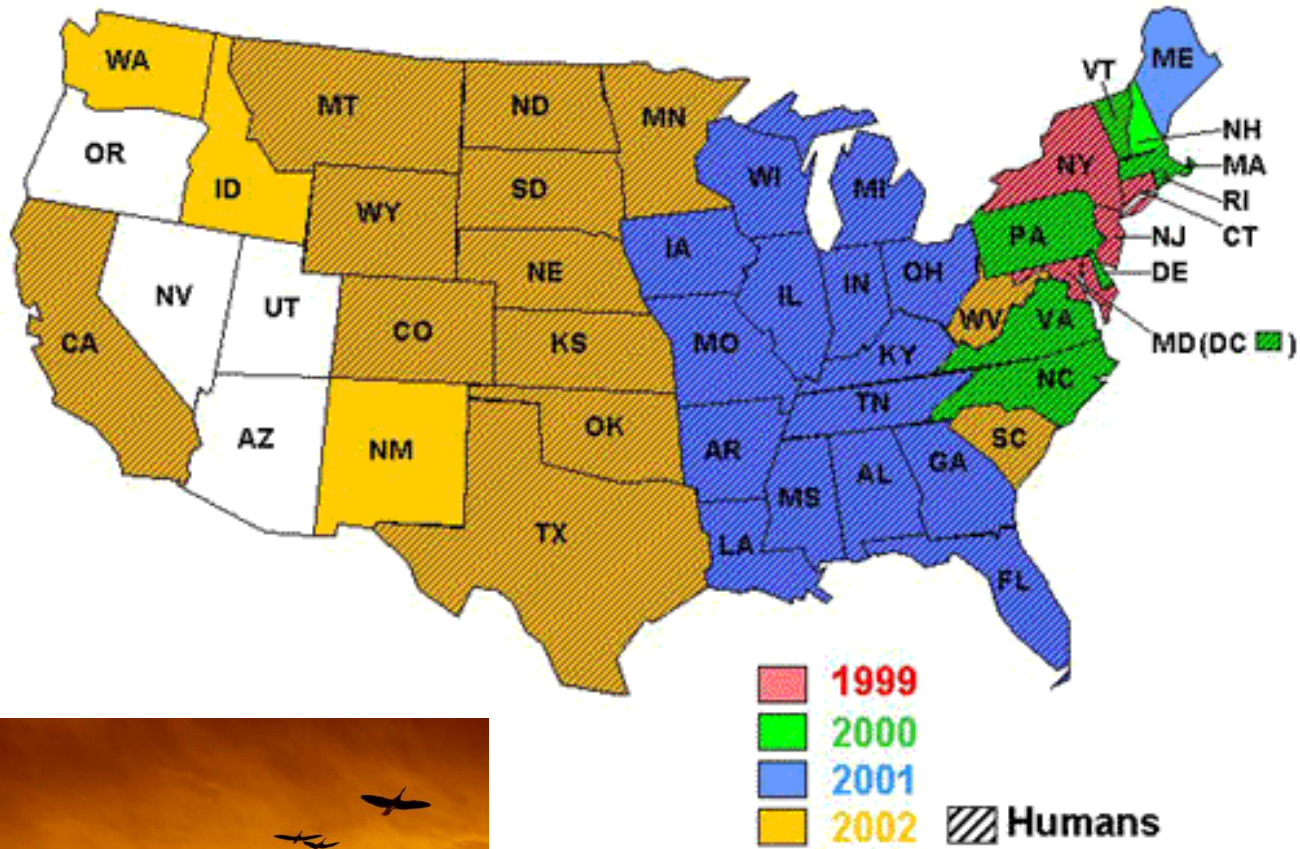 WA
MT
ND
MN
VT
ME
OR
ID
SD
WI
MI
NY
NH
MA
RI
CT
WY
NE
IA
PA
NJ
DE
NV
UT
CO
KS
IL
IN
OH
WV
VA
MD (DC )
CA
MO
KY
NC
AZ
NM
OK
AR
TN
SC
TX
MS
AL
GA
LA
FL
1999
2000
2001
2002
Humans